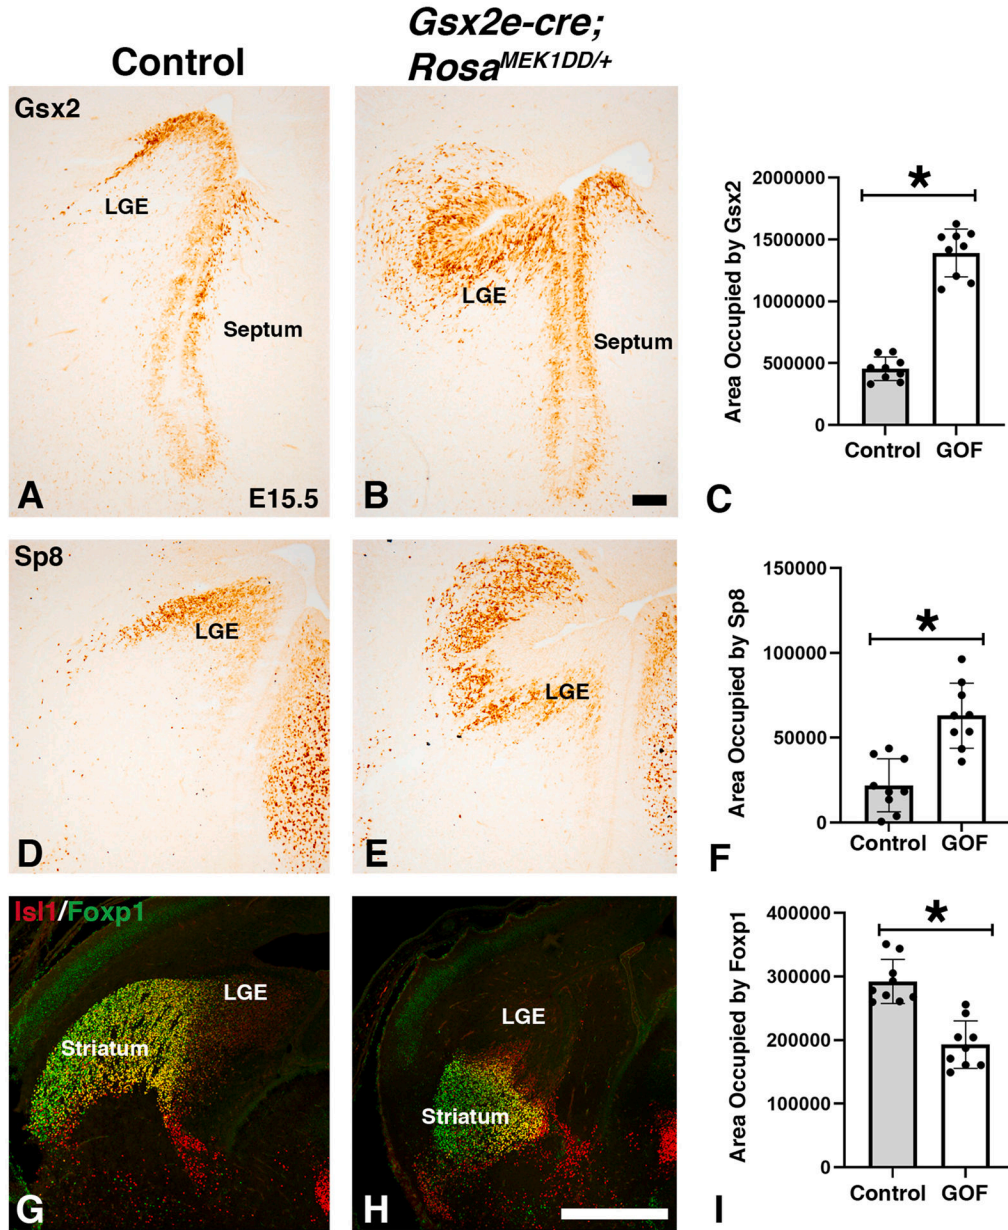 Control
Gsx2e-cre;
Rosa^MEK1DD/+
Gsx2
LGE
Septum
A
E15.5
LGE
Septum
B
Area Occupied by Gsx2
2000000
1500000
1000000
500000
0
*
Control
GOF
C
Sp8
LGE
D
LGE
E
Area Occupied by Sp8
150000
100000
50000
0
*
Control
GOF
F
Isl1/Foxp1
LGE
Striatum
G
LGE
Striatum
H
Area Occupied by Foxp1
400000
300000
200000
100000
0
*
Control
GOF
I